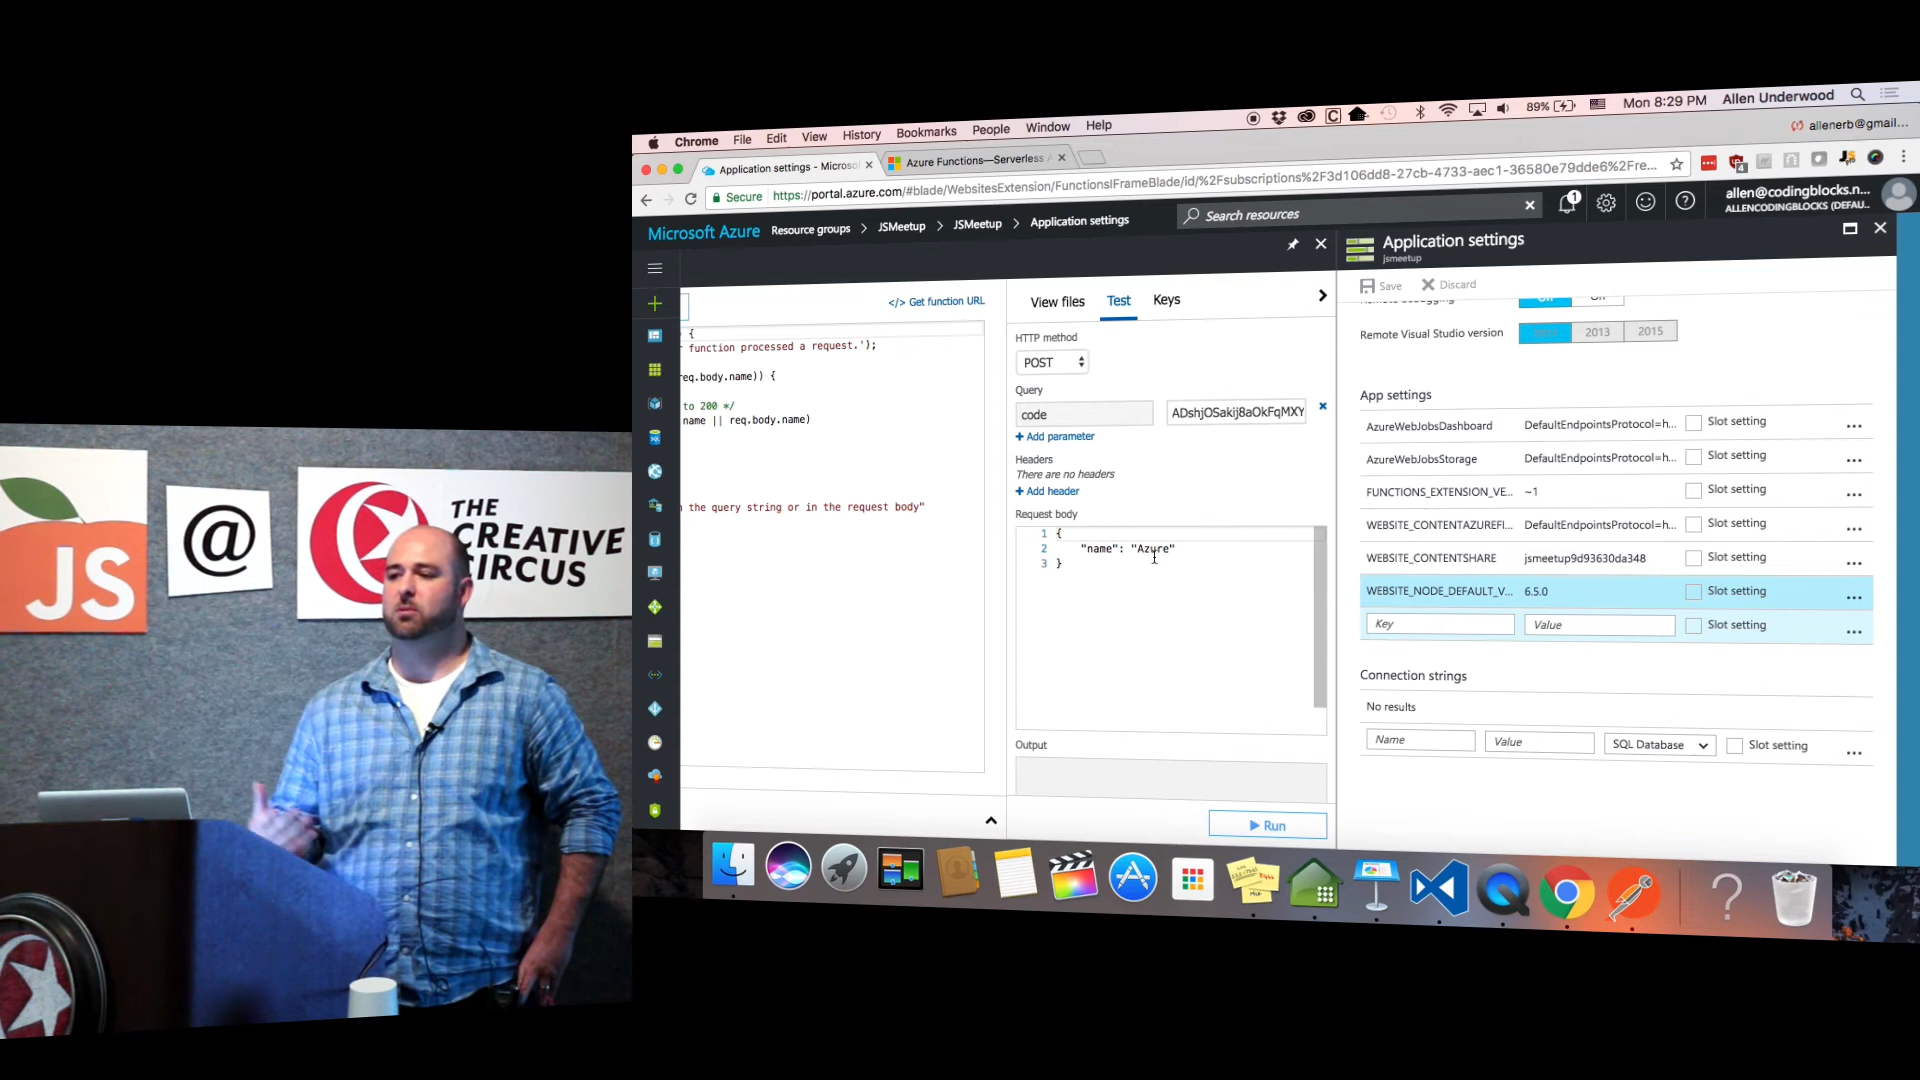 JS
@
THE
CREATIVE
CIRCUS
Chrome File Edit View History Bookmarks People Window Help
89% Mon 8:29 PM Allen Underwood
Application settings - Microso
Azure Functions—Serverless
allenerb@gmail...
Secure https://portal.azure.com/#blade/WebsitesExtension/FunctionsIFrameBlade/id/%2Fsubscriptions%2F3d106dd8-27cb-4733-aec1-36580e79dde6%2Fre...
Microsoft Azure Resource groups > JSMeetup > JSMeetup > Application settings
Search resources
1
allen@codingblocks.n...
ALLENCODINGBLOCKS (DEFAU...
</> Get function URL
) {
r function processed a request.');
req.body.name)) {
to 200 */
name || req.body.name)
n the query string or in the request body"
View files Test Keys
HTTP method
POST
Query
code ADshjOSakij8aOkFqMXY
+ Add parameter
Headers
There are no headers
+ Add header
Request body
1 {
2 "name": "Azure"
3 }
Output
Run
Application settings
jsmeetup
Save Discard
Remote debugging
Off On
Remote Visual Studio version 2013 2015
App settings
AzureWebJobsDashboard DefaultEndpointsProtocol=h... Slot setting ...
AzureWebJobsStorage DefaultEndpointsProtocol=h... Slot setting ...
FUNCTIONS_EXTENSION_VE... ~1 Slot setting ...
WEBSITE_CONTENTAZUREFI... DefaultEndpointsProtocol=h... Slot setting ...
WEBSITE_CONTENTSHARE jsmeetup9d93630da348 Slot setting ...
WEBSITE_NODE_DEFAULT_V... 6.5.0 Slot setting ...
Key Value Slot setting ...
Connection strings
No results
Name Value SQL Database Slot setting ...